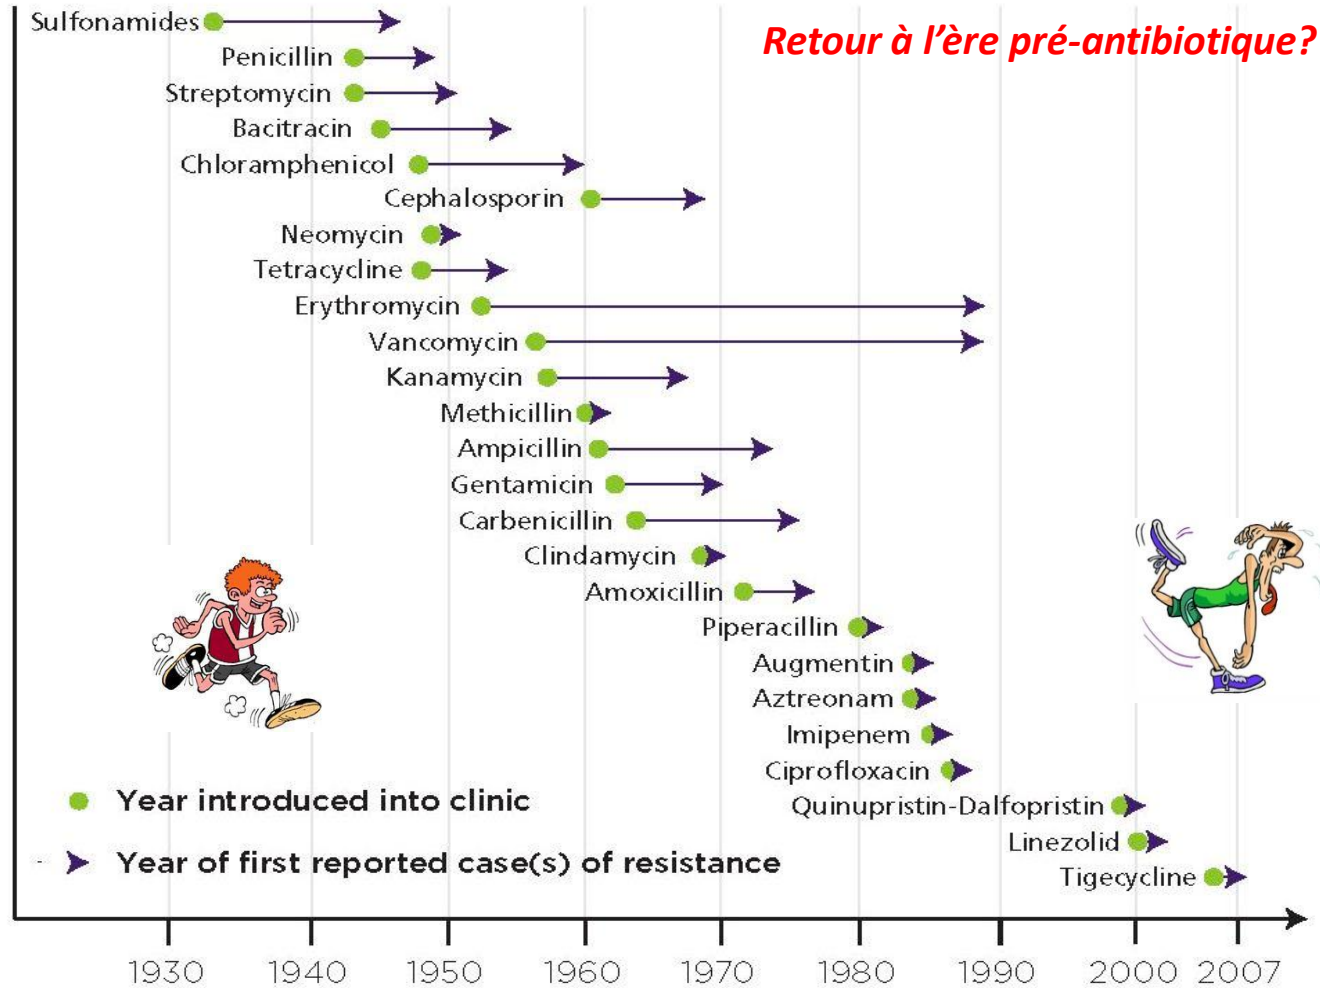 Sulfonamides
Retour à l’ère pré-antibiotique?
Penicillin
Streptomycin
Bacitracin
Chloramphenicol
Cephalosporin
Neomycin
Tetracycline
Erythromycin
Vancomycin
Kanamycin
Methicillin
Ampicillin
Gentamicin
Carbenicillin
Clindamycin
Amoxicillin
Piperacillin
Augmentin
Aztreonam
Imipenem
Ciprofloxacin
Year introduced into clinic
Quinupristin-Dalfopristin
Linezolid
- Year of first reported case(s) of resistance
Tigecycline
1930 1940 1950 1960 1970 1980 1990 2000 2007